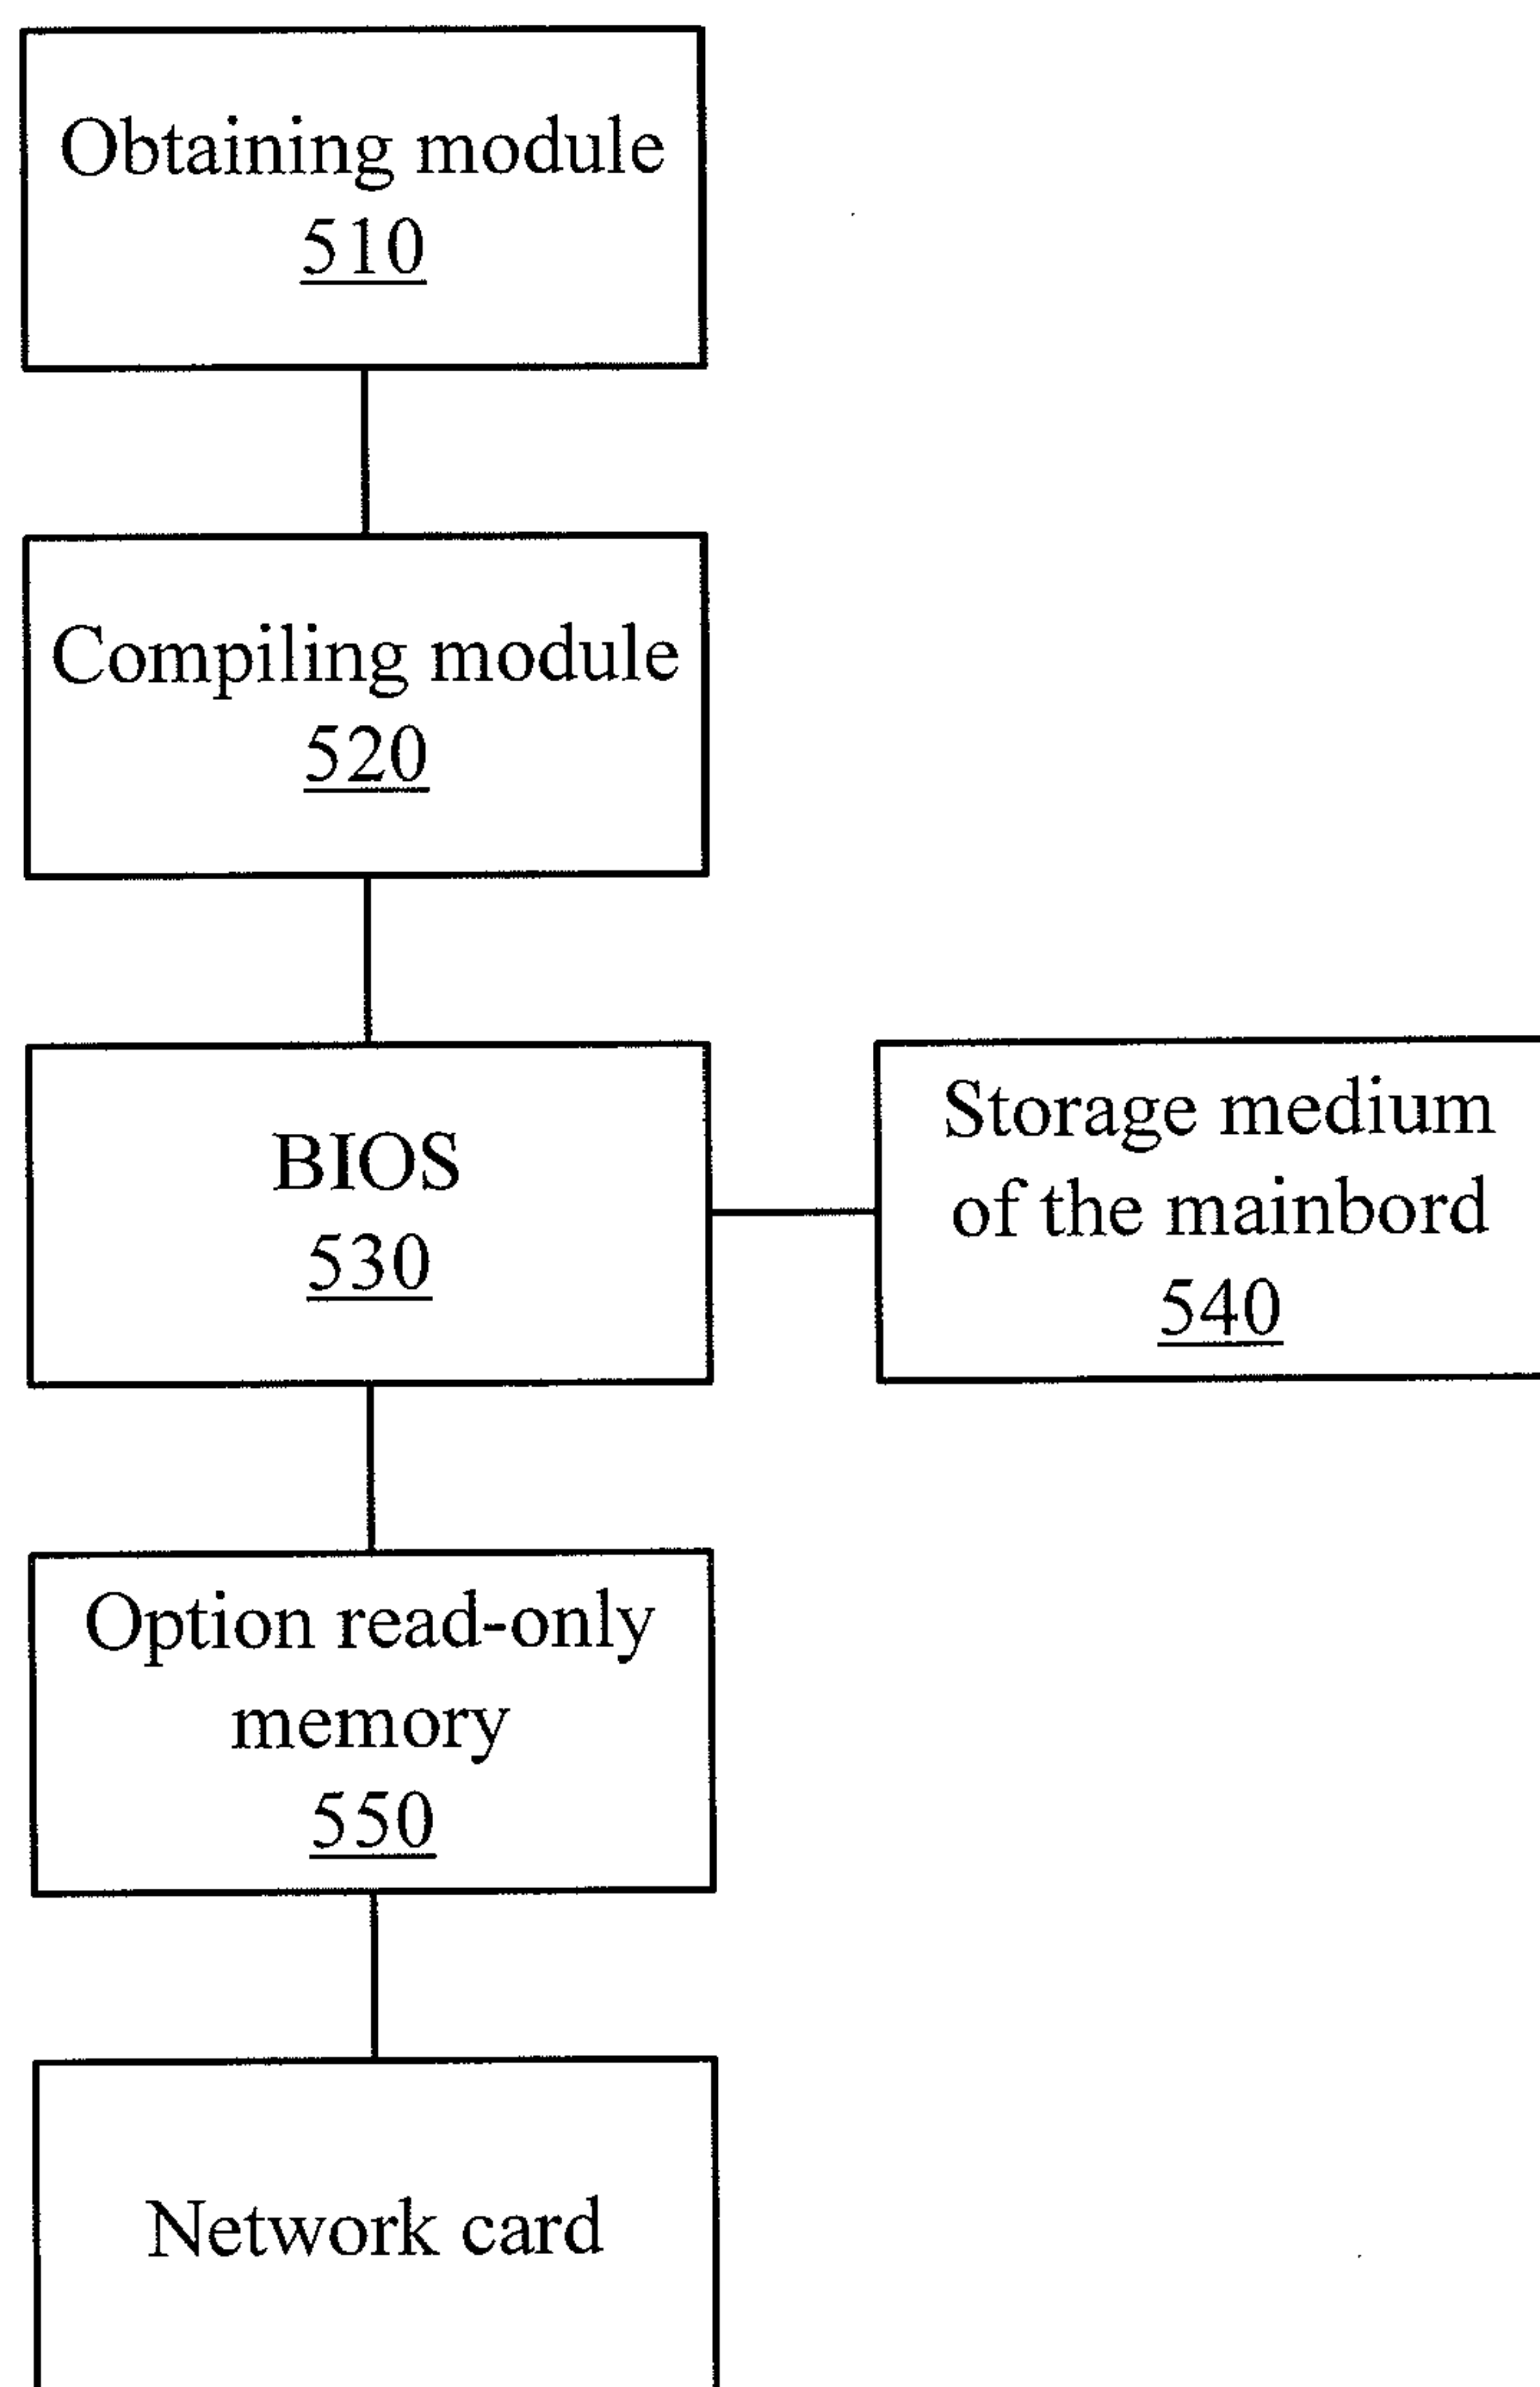 Obtaining module
510
Compiling module
520
BIOS
530
Storage medium
of the mainbord
540
Option read-only
memory
550
Network card